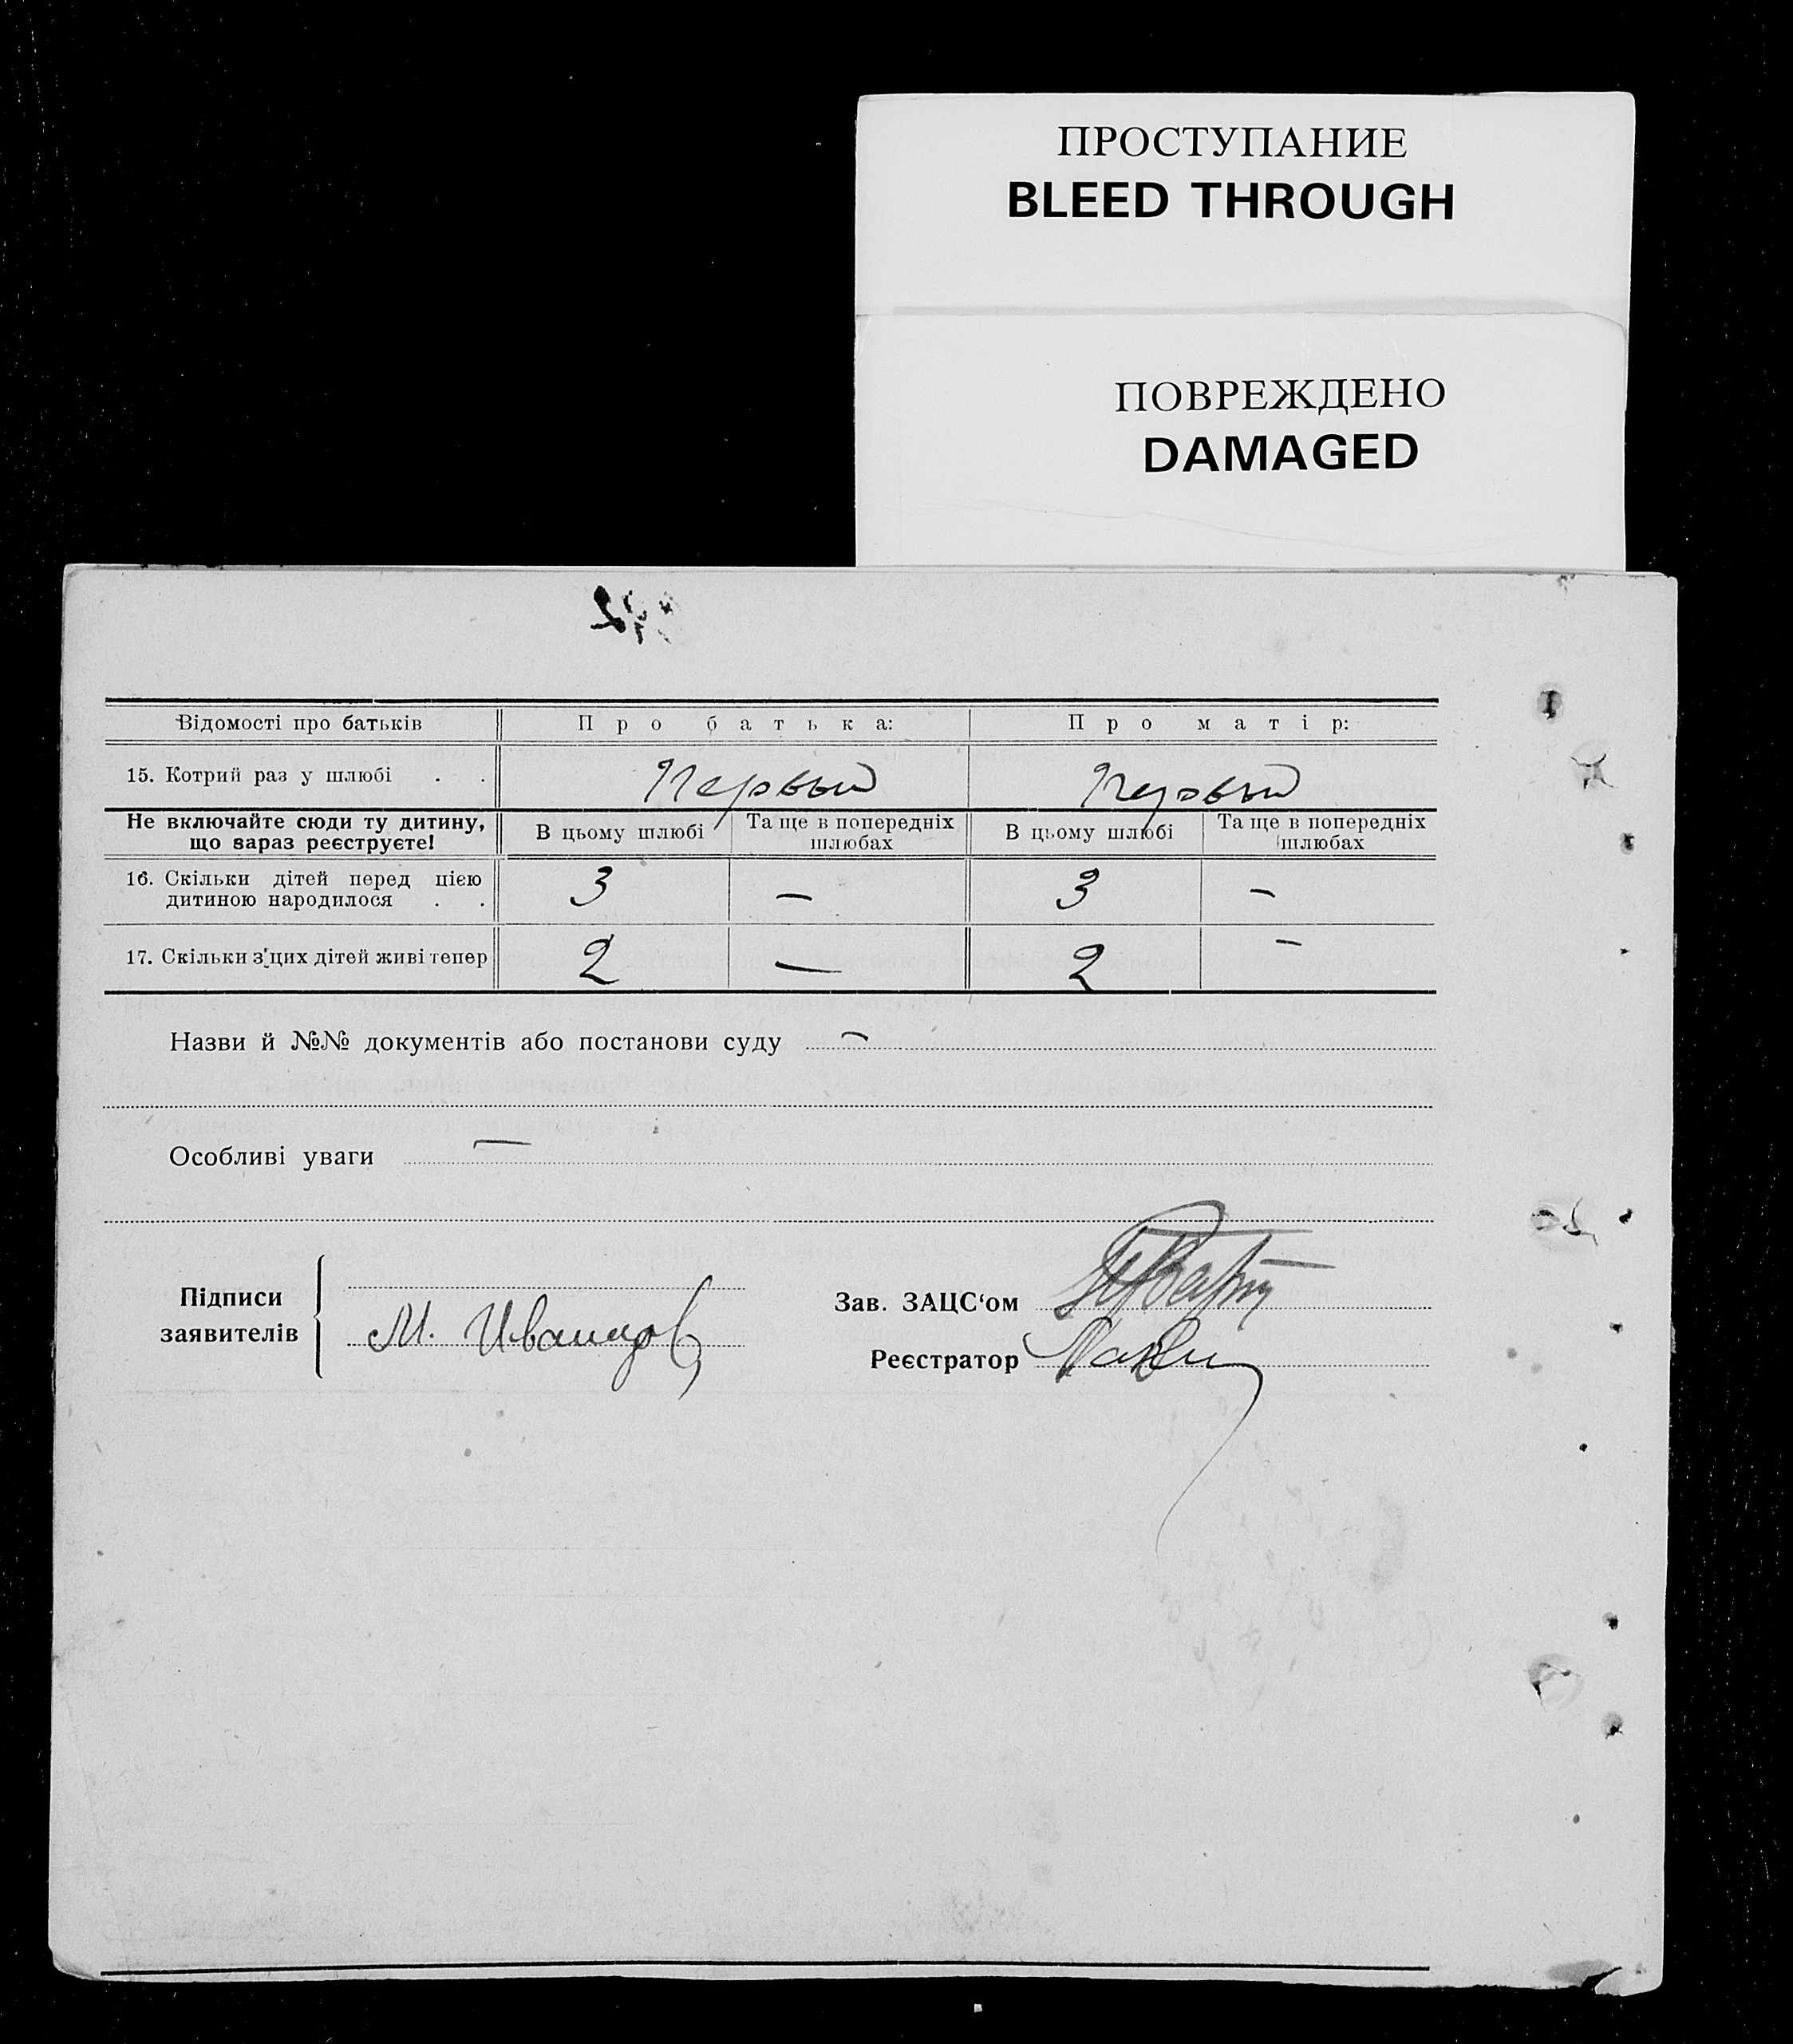 ПРОСТУПАНИЕ
BLEED THROUGH
ПОВРЕЖДЕНО
DAMAGED
Відомості про батьків Про батька: Про матір:
15. Котрий раз у шлюбі . . Первый Первый
Не включайте сюди ту дитину, що вараз реєструєте! В цьому шлюбі Та ще в попередніх шлюбах В цьому шлюбі Та ще в попередніх шлюбах
16. Скільки дітей перед цією дитиною народилося . . 3 — 3 —
17. Скільки з'цих дітей живі тепер 2 — 2 —
Назви й №№ документів або постанови суду —
Особливі уваги —
Підписи заявителів
М.
Зав. ЗАЦС‘ом
Реєстратор